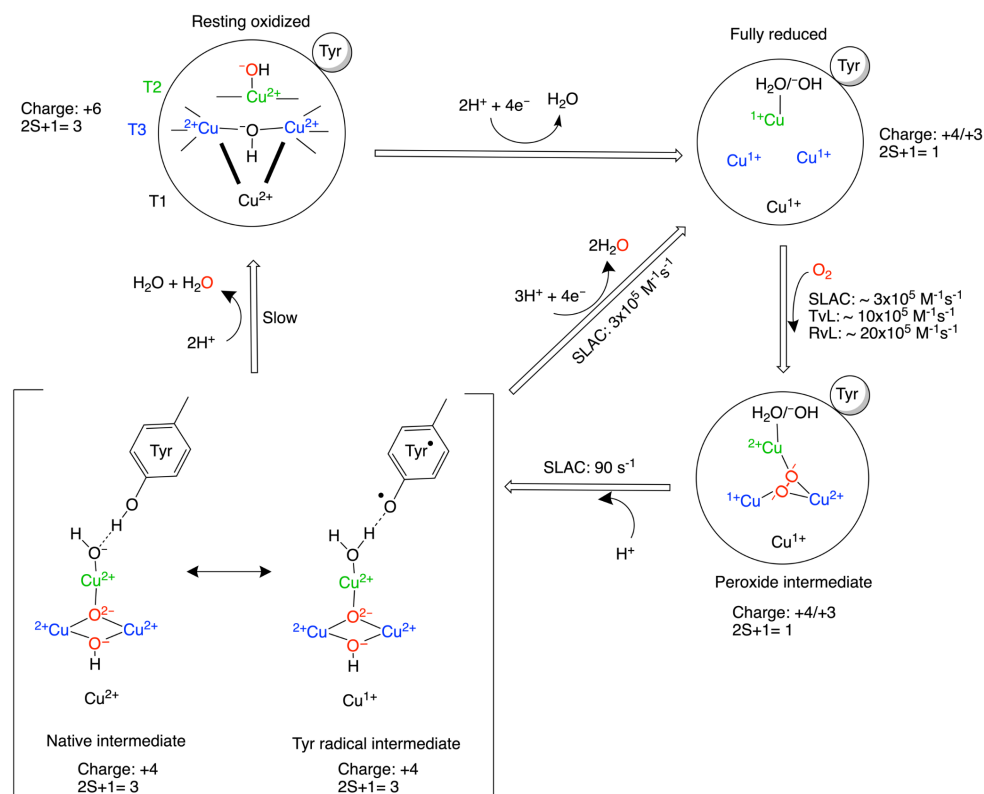 Resting oxidized
Tyr
⁻OH
T2
Cu²⁺
Charge: +6
2S+1= 3
T3
²⁺Cu
⁻O
Cu²⁺
H
T1
Cu²⁺
2H⁺ + 4e⁻
H₂O
Fully reduced
Tyr
H₂O/⁻OH
¹⁺Cu
Cu¹⁺
Cu¹⁺
Cu¹⁺
Charge: +4/+3
2S+1= 1
H₂O + H₂O
2H⁺
Slow
2H₂O
3H⁺ + 4e⁻
SLAC: 3x10⁵ M⁻¹s⁻¹
O₂
SLAC: ~ 3x10⁵ M⁻¹s⁻¹
TvL: ~ 10x10⁵ M⁻¹s⁻¹
RvL: ~ 20x10⁵ M⁻¹s⁻¹
Tyr
H₂O/⁻OH
²⁺Cu
O
O
¹⁺Cu
Cu²⁺
Cu¹⁺
Peroxide intermediate
Charge: +4/+3
2S+1= 1
SLAC: 90 s⁻¹
H⁺
Tyr
O
H
H
O⁻
Cu²⁺
O²⁻
²⁺Cu
Cu²⁺
O⁻
H
Cu²⁺
Native intermediate
Charge: +4
2S+1= 3
Tyr•
•
O
H
H
O
Cu²⁺
O²⁻
²⁺Cu
Cu²⁺
O⁻
H
Cu¹⁺
Tyr radical intermediate
Charge: +4
2S+1= 3